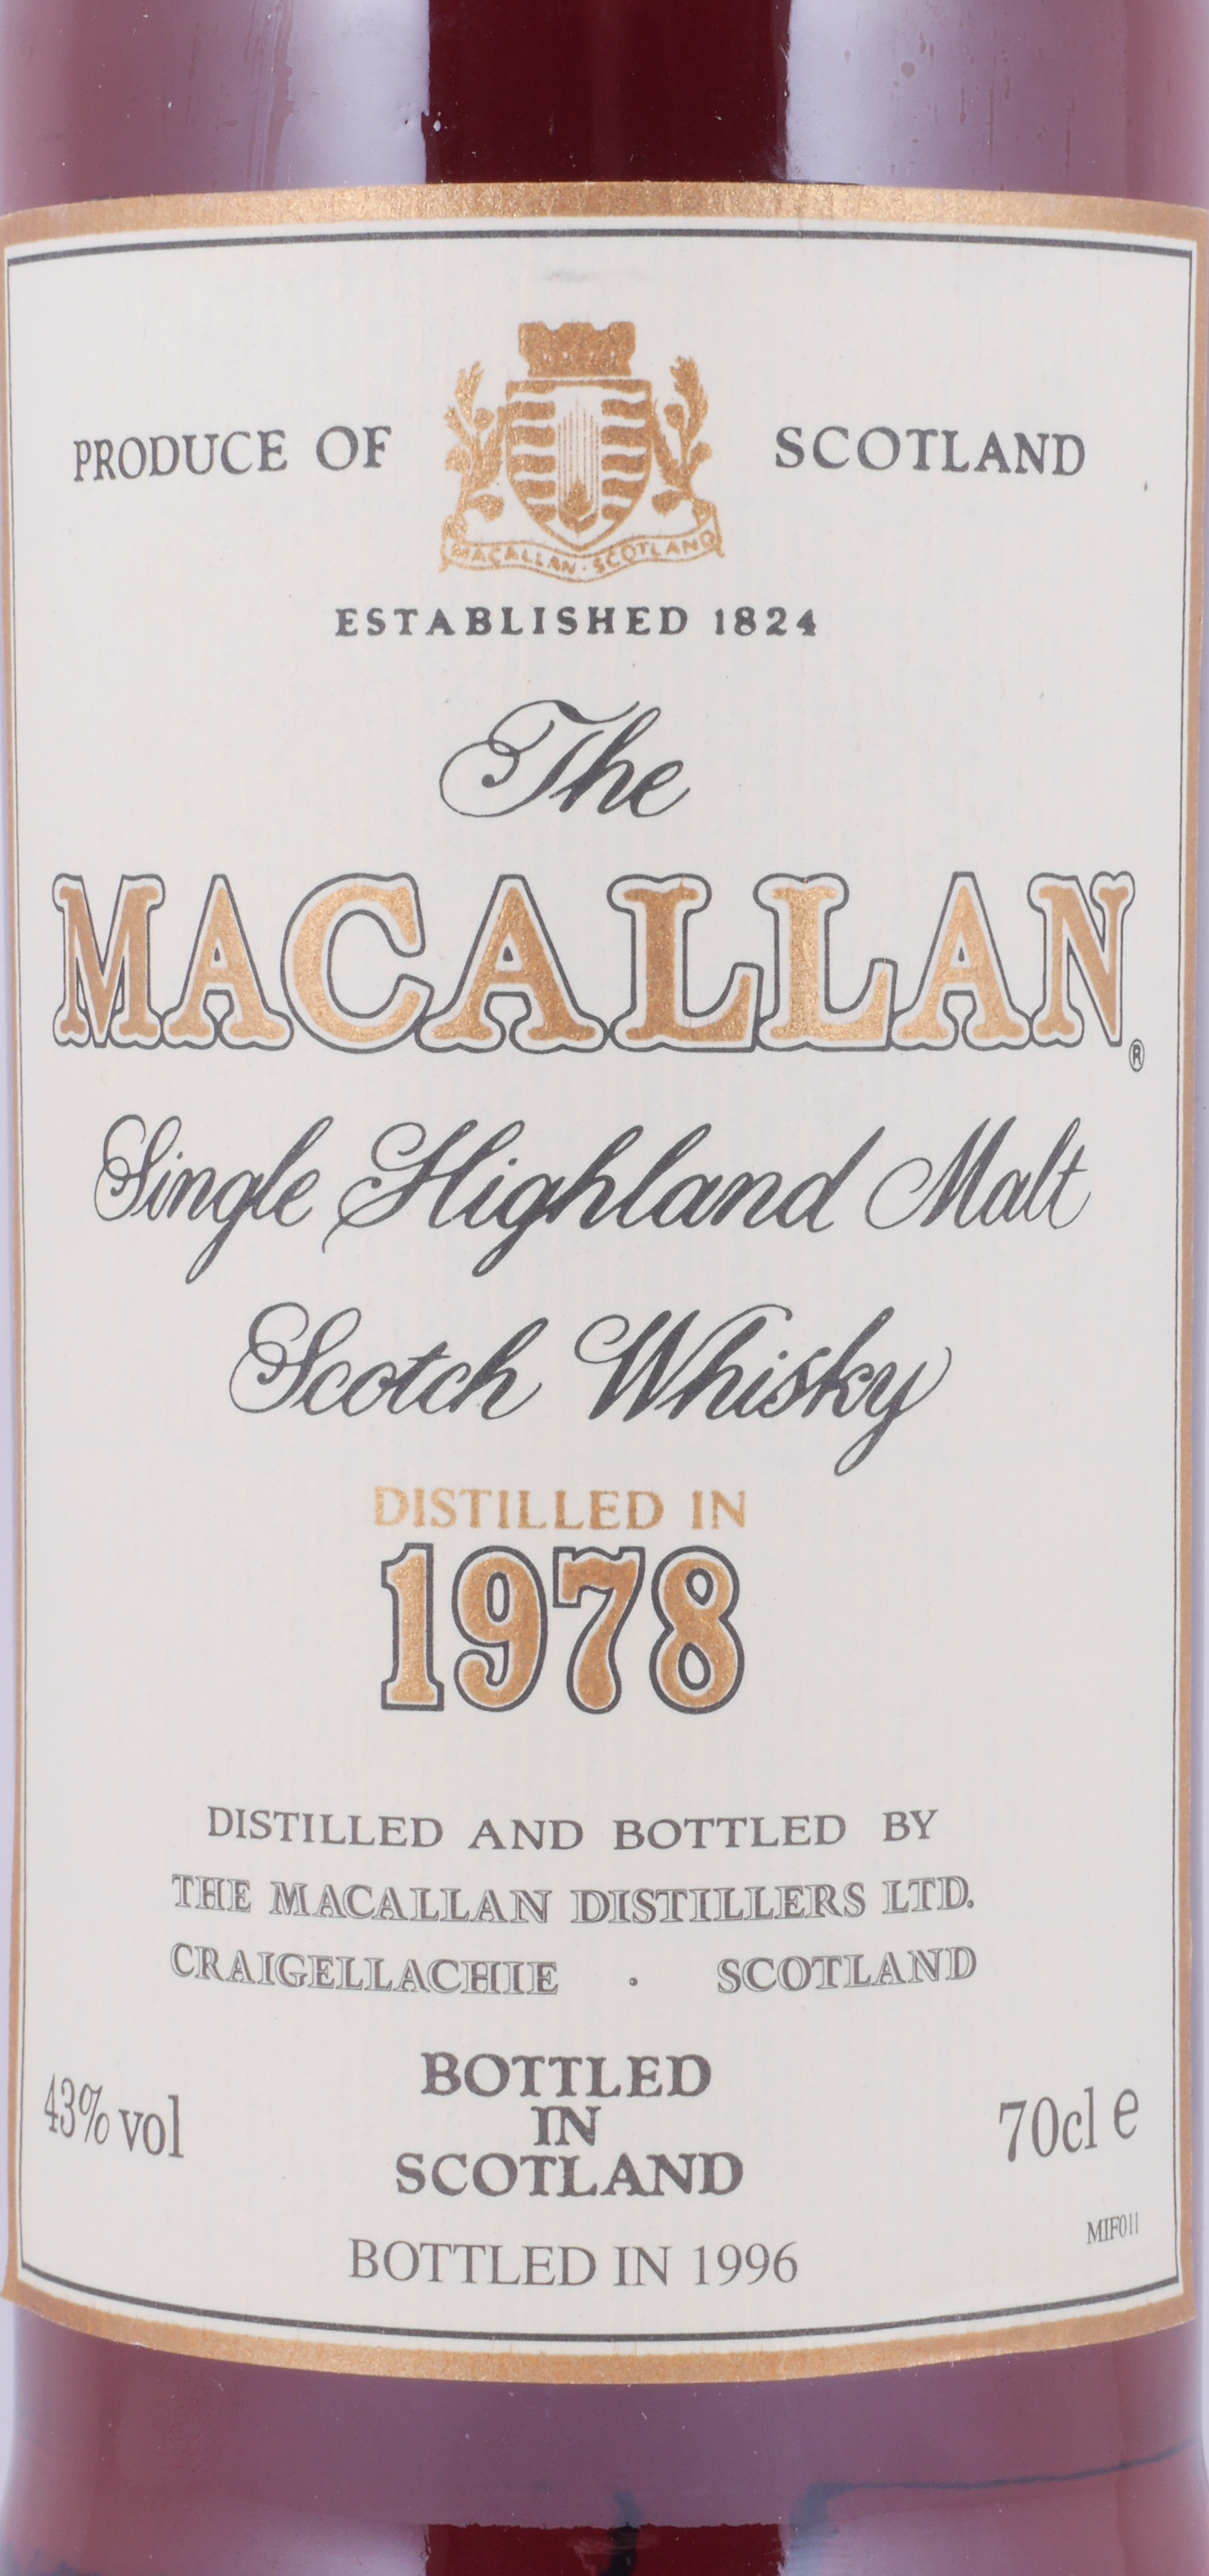 PRODUCE OF SCOTLAND
MACALLAN · SCOTLAND
ESTABLISHED 1824
The
MACALLAN®
Single Highland Malt
Scotch Whisky
DISTILLED IN
1978
DISTILLED AND BOTTLED BY
THE MACALLAN DISTILLERS LTD.
CRAIGELLACHIE · SCOTLAND
BOTTLED
IN
43% vol 70cl e
SCOTLAND
MIF011
BOTTLED IN 1996